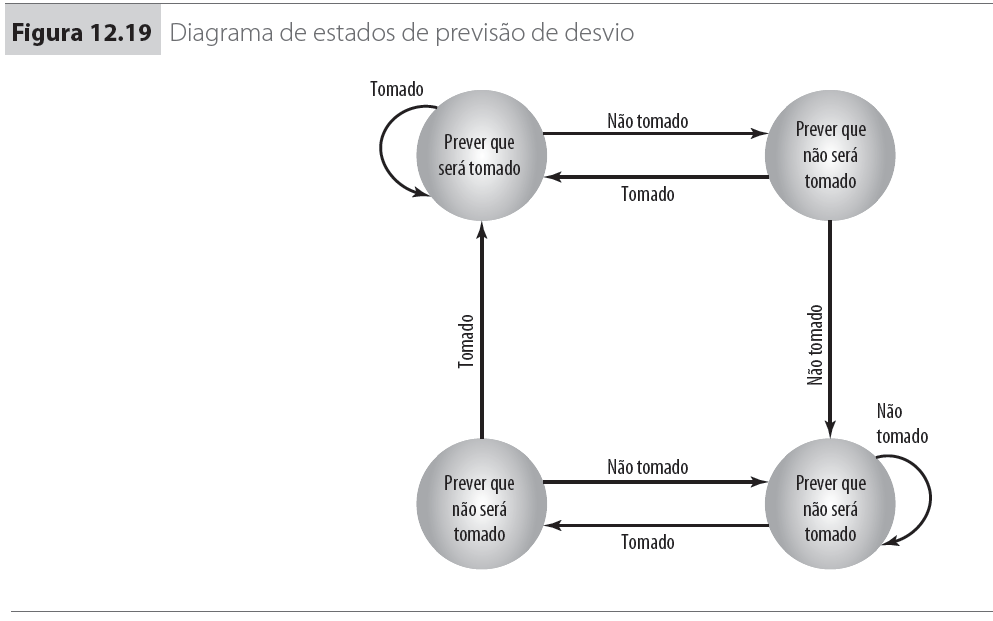 Figura 12.19 Diagrama de estados de previsão de desvio
Tomado
Prever que
será tomado
Não tomado
Tomado
Prever que
não será
tomado
Tomado
Não tomado
Não
tomado
Prever que
não será
tomado
Não tomado
Tomado
Prever que
não será
tomado